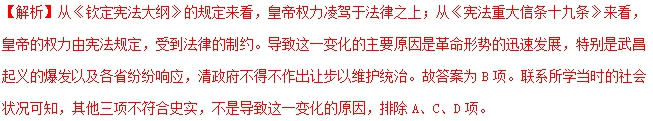 【解析】从《钦定宪法大纲》的规定来看，皇帝权力凌驾于法律之上；从《宪法重大信条十九条》来看，
皇帝的权力由宪法规定，受到法律的制约。导致这一变化的主要原因是革命形势的迅速发展，特别是武昌
起义的爆发以及各省纷纷响应，清政府不得不作出让步以维护统治。故答案为 B 项。联系所学当时的社会
状况可知，其他三项不符合史实，不是导致这一变化的原因，排除 A、C、D 项。